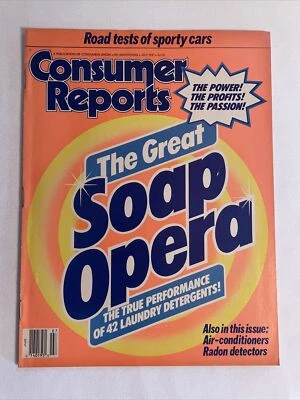 Road tests of sporty cars
Consumer
Reports
THE POWER!
THE PROFITS!
THE PASSION!
The Great
Soap
Opera
THE TRUE PERFORMANCE
OF 42 LAUNDRY DETERGENTS!
Also in this issue:
Air-conditioners
Radon detectors